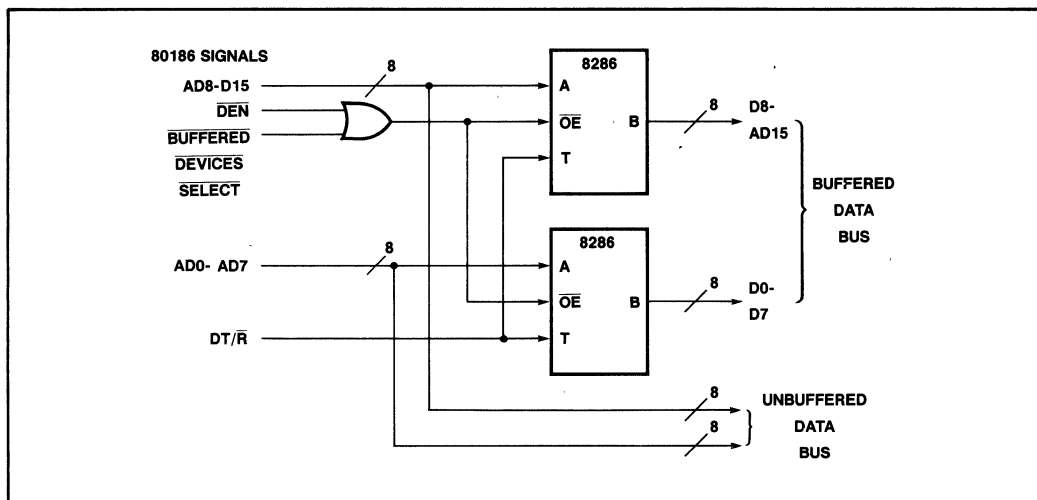 80186 SIGNALS
8
AD8-D15
DEN
BUFFERED
DEVICES
SELECT
8286
A
OE
B
T
8
D8-
AD15
BUFFERED
DATA
BUS
8
AD0- AD7
DT/R
8286
A
OE
B
T
8
D0-
D7
8
8
UNBUFFERED
DATA
BUS